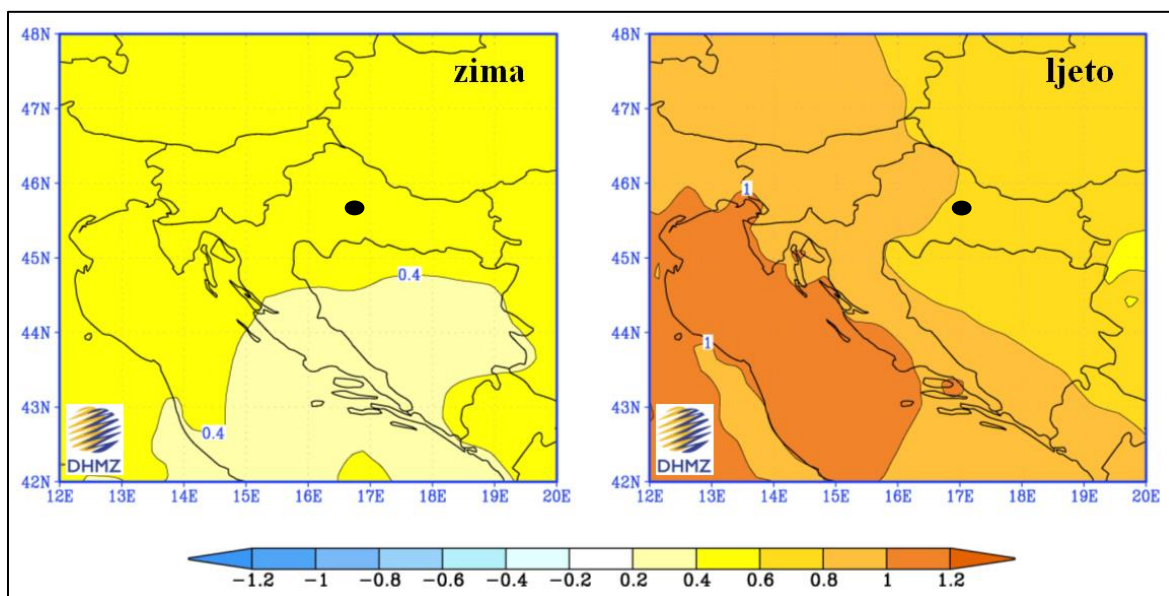 zima
48N
47N
46N
45N
44N
43N
42N
0.4
0.4
DHMZ
12E 13E 14E 15E 16E 17E 18E 19E 20E
ljeto
48N
47N
46N
45N
44N
43N
42N
1
1
DHMZ
12E 13E 14E 15E 16E 17E 18E 19E 20E
-1.2 -1 -0.8 -0.6 -0.4 -0.2 0.2 0.4 0.6 0.8 1 1.2